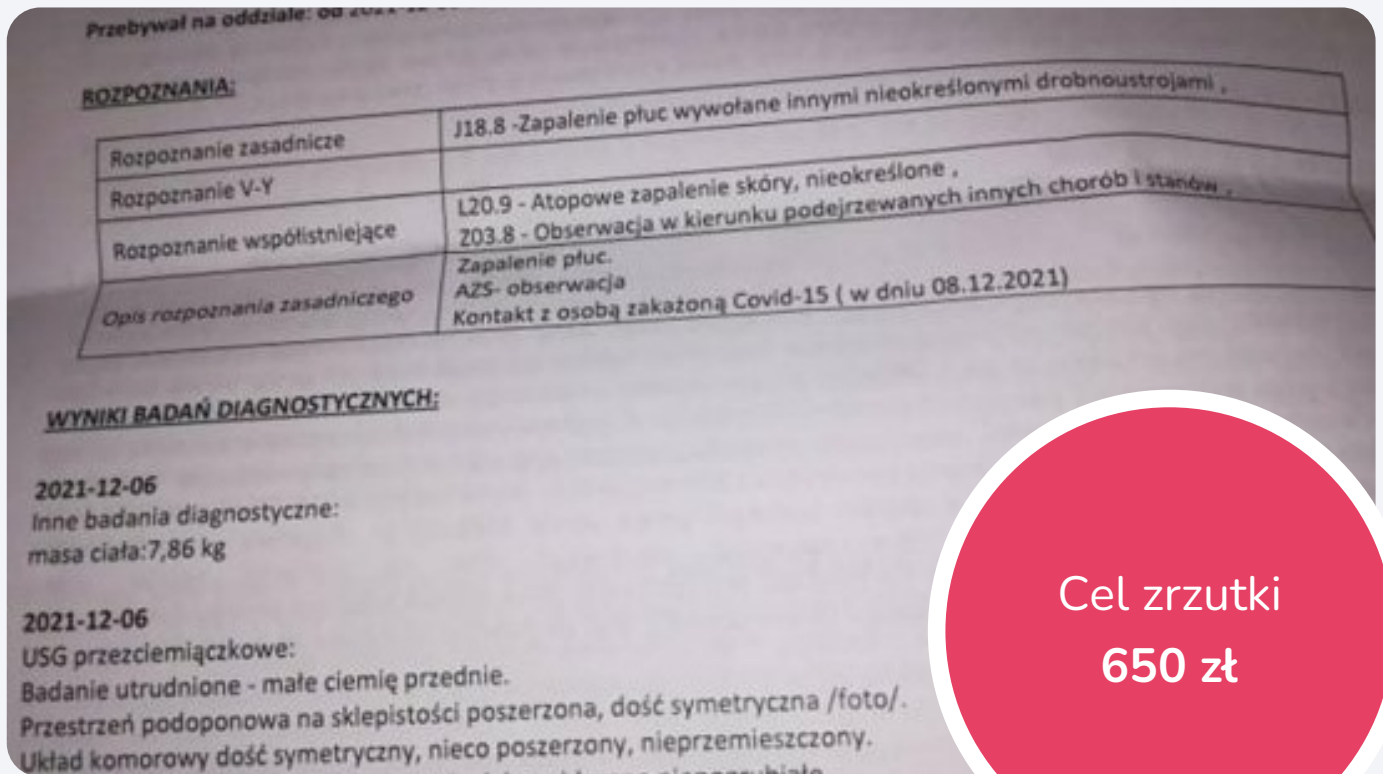 Przebywał na oddziale: od
ROZPOZNANIA:
Rozpoznanie zasadnicze
J18.8 -Zapalenie płuc wywołane innymi nieokreślonymi drobnoustrojami ,
Rozpoznanie V-Y
Rozpoznanie współistniejące
L20.9 - Atopowe zapalenie skóry, nieokreślone ,
Z03.8 - Obserwacja w kierunku podejrzewanych innych chorób i stanów ,
Opis rozpoznania zasadniczego
Zapalenie płuc.
AZS- obserwacja
Kontakt z osobą zakażoną Covid-15 ( w dniu 08.12.2021)
WYNIKI BADAŃ DIAGNOSTYCZNYCH:
2021-12-06
Inne badania diagnostyczne:
masa ciała:7,86 kg
2021-12-06
USG przezciemiączkowe:
Badanie utrudnione - małe ciemię przednie.
Przestrzeń podoponowa na sklepistości poszerzona, dość symetryczna /foto/.
Układ komorowy dość symetryczny, nieco poszerzony, nieprzemieszczony.
Cel zrzutki
650 zł